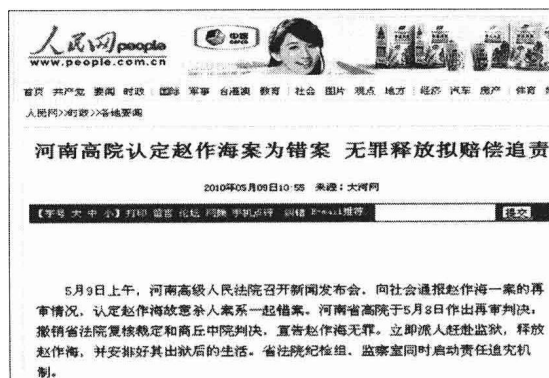 人民网 people
www.people.com.cn
首页 共产党 要闻 时政 国际 军事 台港澳 教育 社会 图片 观点 地方 经济 汽车 房产 体育
人民网>>时政>>各地要闻
河南高院认定赵作海案为错案 无罪释放拟赔偿追责
2010年05月09日10:55 来源：大河网
【字号 大 中 小】 打印 留言 论坛 网摘 手机点评 纠错 E-mail推荐 提交
5月9日上午，河南高级人民法院召开新闻发布会，向社会通报赵作海一案的再
审情况，认定赵作海故意杀人案系一起错案。河南省高院于5月8日作出再审判决：
撤销省法院复核裁定和商丘中院判决，宣告赵作海无罪。立即派人赶赴监狱，释放
赵作海，并安排好其出狱后的生活。省法院纪检组、监察室同时启动责任追究机
制。